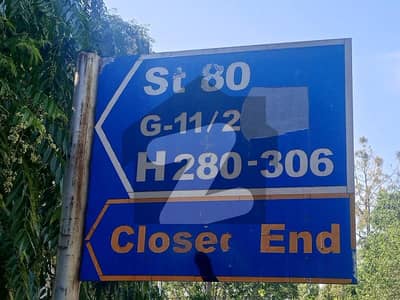 St 80
G-11/2
H 280-306
Closed End